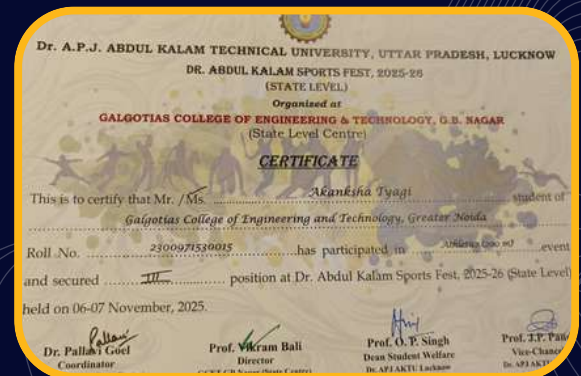 Dr. A.P.J. ABDUL KALAM TECHNICAL UNIVERSITY, UTTAR PRADESH, LUCKNOW
DR. ABDUL KALAM SPORTS FEST, 2025-26
(STATE LEVEL)
Organized at
GALGOTIAS COLLEGE OF ENGINEERING & TECHNOLOGY, G.B. NAGAR
(State Level Centre)
CERTIFICATE
This is to certify that Mr. /Ms. Akanksha Tyagi student of
Galgotias College of Engineering and Technology, Greater Noida
Roll No. 2300971530015 has participated in Athletics event
and secured III position at Dr. Abdul Kalam Sports Fest, 2025-26 (State Level)
held on 06-07 November, 2025.
Dr. Pallavi Goel Prof. Vikram Bali Prof. O. P. Singh Prof. J.P.
Coordinator Director Dean Student Welfare Vice-Chanc
Dr. APJ AKTU Lucknow Dr. APJ AKTU